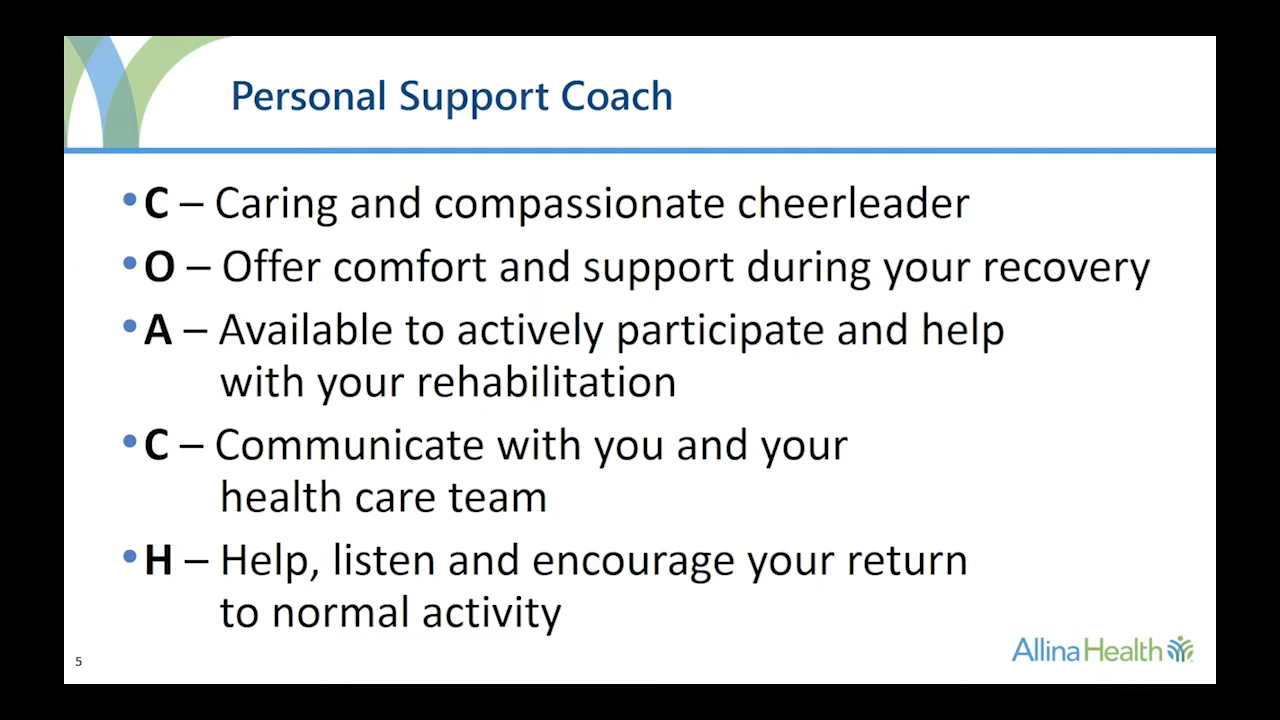 Personal Support Coach
•C – Caring and compassionate cheerleader
•O – Offer comfort and support during your recovery
•A – Available to actively participate and help
with your rehabilitation
•C – Communicate with you and your
health care team
•H – Help, listen and encourage your return
to normal activity
5
Allina Health